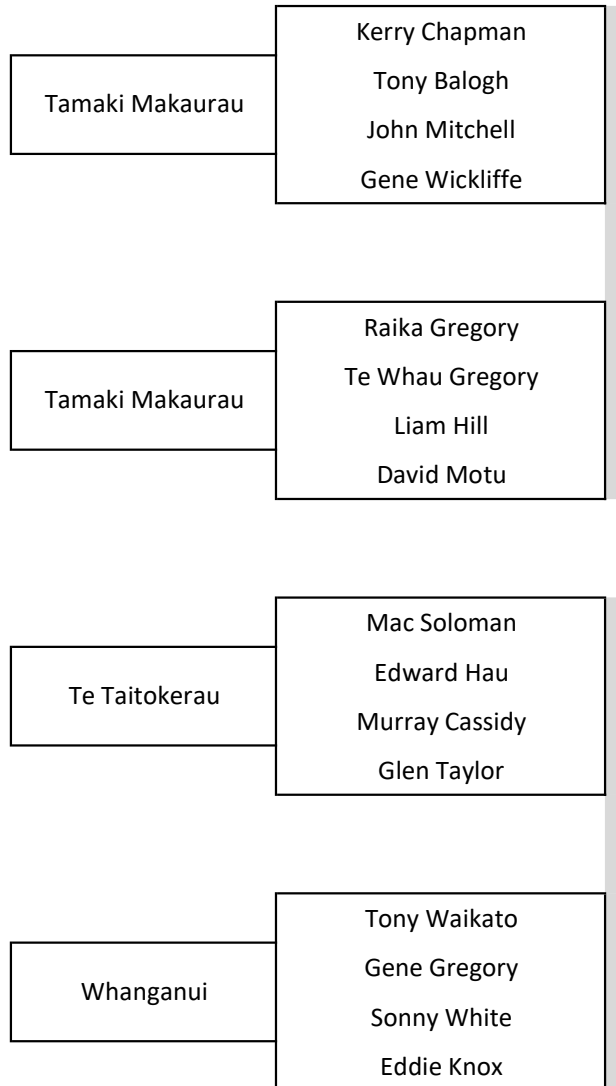 Tamaki Makaurau
Kerry Chapman
Tony Balogh
John Mitchell
Gene Wickliffe
Tamaki Makaurau
Raika Gregory
Te Whau Gregory
Liam Hill
David Motu
Te Taitokerau
Mac Soloman
Edward Hau
Murray Cassidy
Glen Taylor
Whanganui
Tony Waikato
Gene Gregory
Sonny White
Eddie Knox